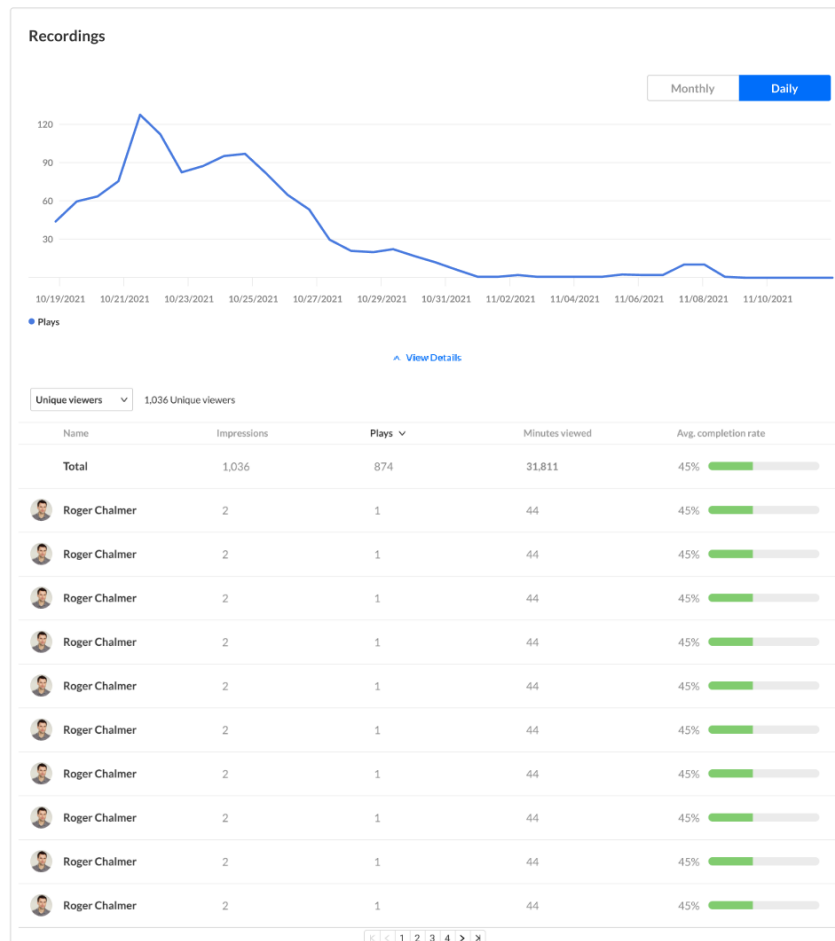 Recordings
Monthly Daily
120
90
60
30
10/19/2021 10/21/2021 10/23/2021 10/25/2021 10/27/2021 10/29/2021 10/31/2021 11/02/2021 11/04/2021 11/06/2021 11/08/2021 11/10/2021
Plays
View Details
Unique viewers 1,036 Unique viewers
Name Impressions Plays Minutes viewed Avg. completion rate
Total 1,036 874 31,811 45%
Roger Chalmer 2 1 44 45%
Roger Chalmer 2 1 44 45%
Roger Chalmer 2 1 44 45%
Roger Chalmer 2 1 44 45%
Roger Chalmer 2 1 44 45%
Roger Chalmer 2 1 44 45%
Roger Chalmer 2 1 44 45%
Roger Chalmer 2 1 44 45%
Roger Chalmer 2 1 44 45%
Roger Chalmer 2 1 44 45%
1 2 3 4